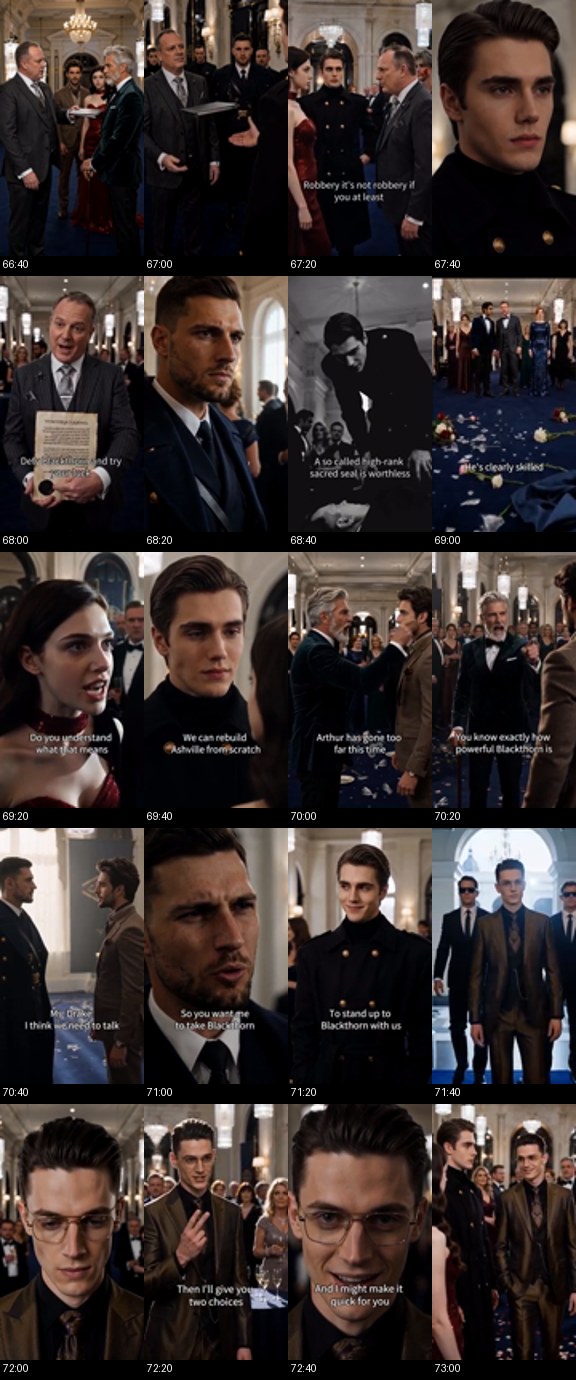 66:40
67:00
Robbery it's not robbery if
you at least
67:20
67:40
Defy Blackthorn and try
your luck
68:00
68:20
A so called high-rank
sacred seal is worthless
68:40
He's clearly skilled
69:00
Do you understand
what that means
69:20
We can rebuild
Ashville from scratch
69:40
Arthur has gone too
far this time
70:00
You know exactly how
powerful Blackthorn is
70:20
Mr. Drake
I think we need to talk
70:40
So you want me
to take Blackthorn
71:00
To stand up to
Blackthorn with us
71:20
71:40
72:00
Then I'll give you
two choices
72:20
And I might make it
quick for you
72:40
73:00